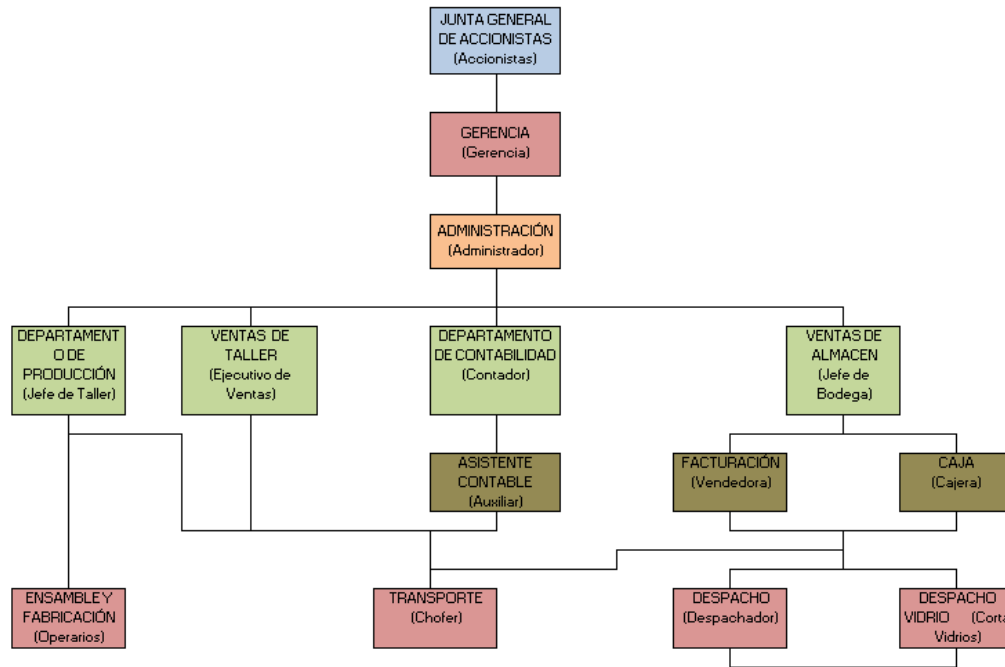 JUNTA GENERAL
DE ACCIONISTAS
(Accionistas)
GERENCIA
(Gerencia)
ADMINISTRACIÓN
(Administrador)
DEPARTAMENT
O DE
PRODUCCIÓN
(Jefe de Taller)
VENTAS DE
TALLER
(Ejecutivo de
Ventas)
DEPARTAMENTO
DE CONTABILIDAD
(Contador)
VENTAS DE
ALMACEN
(Jefe de
Bodega)
ASISTENTE
CONTABLE
(Auxiliar)
FACTURACIÓN
(Vendedora)
CAJA
(Cajera)
ENSAMBLE Y
FABRICACIÓN
(Operarios)
TRANSPORTE
(Chofer)
DESPACHO
(Despachador)
DESPACHO
VIDRIO (Corta
Vidrios)